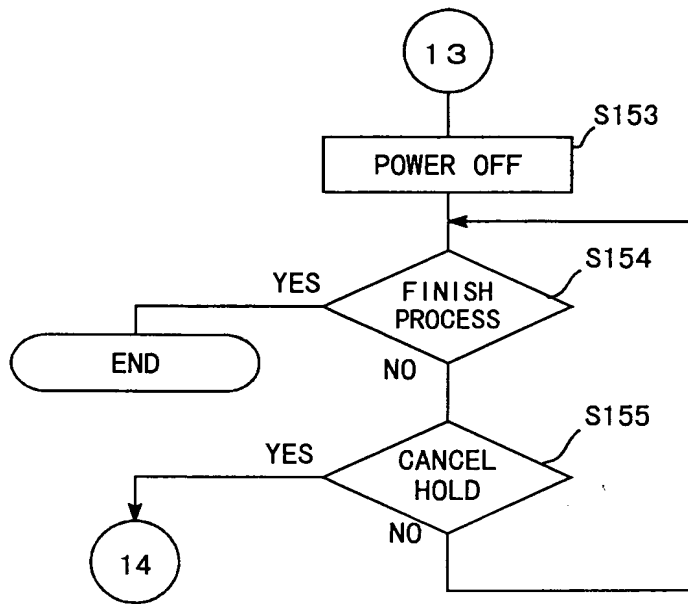 13
S153
POWER OFF
S154
YES
FINISH
PROCESS
END
NO
S155
YES
CANCEL
HOLD
NO
14